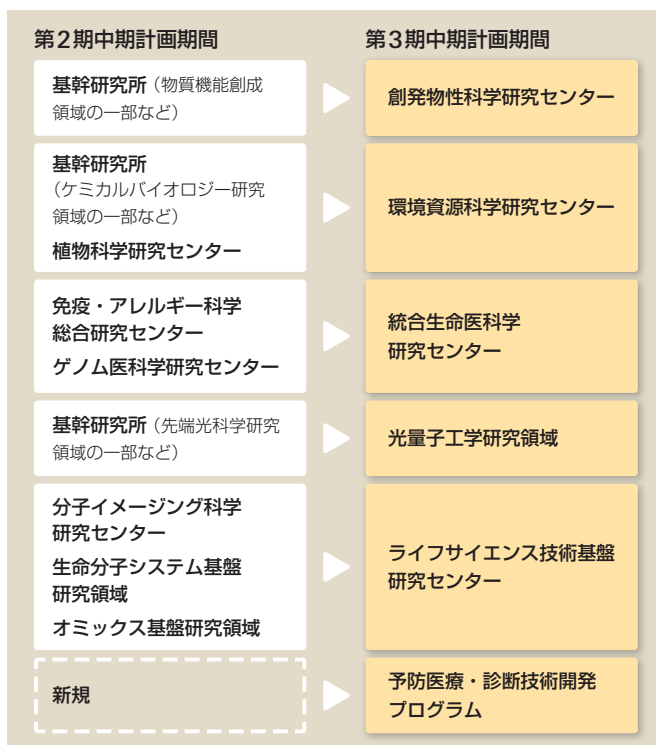 第2期中期計画期間
第3期中期計画期間
基幹研究所（物質機能創成
領域の一部など）
創発物性科学研究センター
基幹研究所
（ケミカルバイオロジー研究
領域の一部など）
植物科学研究センター
環境資源科学研究センター
免疫・アレルギー科学
総合研究センター
ゲノム医科学研究センター
統合生命医科学
研究センター
基幹研究所（先端光科学研究
領域の一部など）
光量子工学研究領域
分子イメージング科学
研究センター
生命分子システム基盤
研究領域
オミックス基盤研究領域
ライフサイエンス技術基盤
研究センター
新規
予防医療・診断技術開発
プログラム